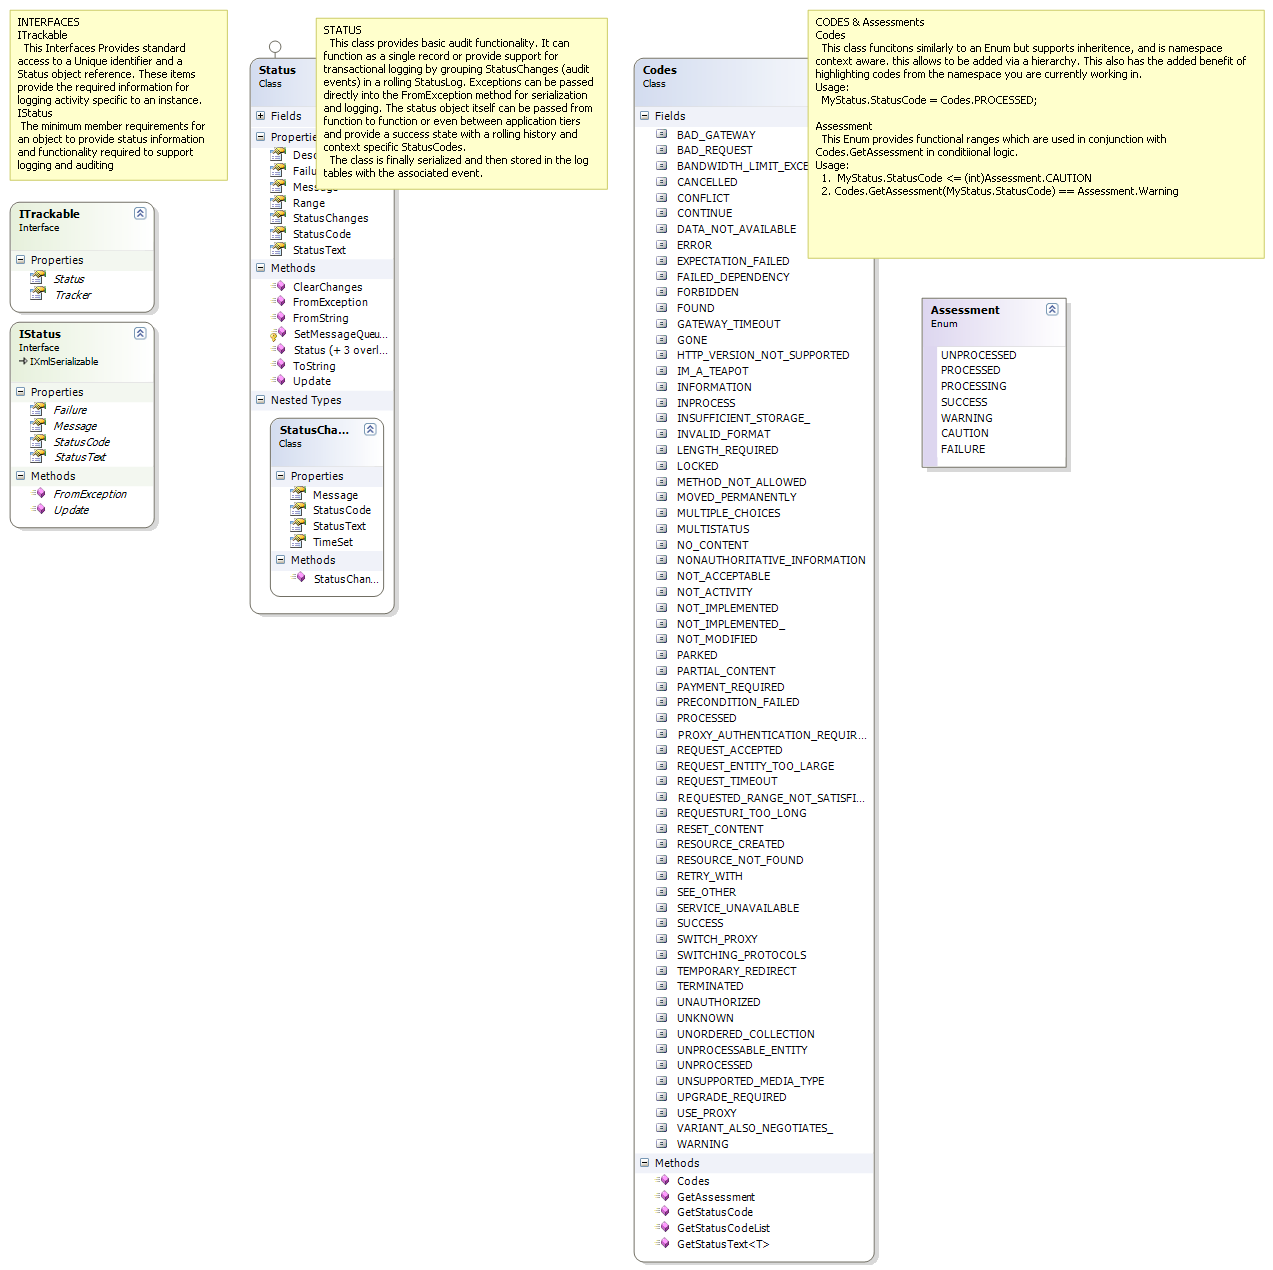 INTERFACES
ITrackable
This Interfaces Provides standard
access to a Unique identifier and a
Status object reference. These items
provide the required information for
logging activity specific to an instance.
IStatus
The minimum member requirements for
an object to provide status information
and functionality required to support
logging and auditing
ITrackable
Interface
Properties
Status
Tracker
IStatus
Interface
IXmlSerializable
Properties
Failure
Message
StatusCode
StatusText
Methods
FromException
Update
STATUS
This class provides basic audit functionality. It can
function as a single record or provide support for
transactional logging by grouping StatusChanges (audit
events) in a rolling StatusLog. Exceptions can be passed
directly into the FromException method for serialization
and logging. The status object itself can be passed from
function to function or even between application tiers
and provide a success state with a rolling history and
context specific StatusCodes.
The class is finally serialized and then stored in the log
tables with the associated event.
Status
Class
Fields
Propertie
Desc
Failu
Message
Range
StatusChanges
StatusCode
StatusText
Methods
ClearChanges
FromException
FromString
SetMessageQueu...
Status (+ 3 overl...
ToString
Update
Nested Types
StatusCha...
Class
Properties
Message
StatusCode
StatusText
TimeSet
Methods
StatusChan...
Codes
Class
Fields
BAD_GATEWAY
BAD_REQUEST
BANDWIDTH_LIMIT_EXCE
CANCELLED
CONFLICT
CONTINUE
DATA_NOT_AVAILABLE
ERROR
EXPECTATION_FAILED
FAILED_DEPENDENCY
FORBIDDEN
FOUND
GATEWAY_TIMEOUT
GONE
HTTP_VERSION_NOT_SUPPORTED
IM_A_TEAPOT
INFORMATION
INPROCESS
INSUFFICIENT_STORAGE_
INVALID_FORMAT
LENGTH_REQUIRED
LOCKED
METHOD_NOT_ALLOWED
MOVED_PERMANENTLY
MULTIPLE_CHOICES
MULTISTATUS
NO_CONTENT
NONAUTHORITATIVE_INFORMATION
NOT_ACCEPTABLE
NOT_ACTIVITY
NOT_IMPLEMENTED
NOT_IMPLEMENTED_
NOT_MODIFIED
PARKED
PARTIAL_CONTENT
PAYMENT_REQUIRED
PRECONDITION_FAILED
PROCESSED
PROXY_AUTHENTICATION_REQUIR...
REQUEST_ACCEPTED
REQUEST_ENTITY_TOO_LARGE
REQUEST_TIMEOUT
REQUESTED_RANGE_NOT_SATISFI...
REQUESTURI_TOO_LONG
RESET_CONTENT
RESOURCE_CREATED
RESOURCE_NOT_FOUND
RETRY_WITH
SEE_OTHER
SERVICE_UNAVAILABLE
SUCCESS
SWITCH_PROXY
SWITCHING_PROTOCOLS
TEMPORARY_REDIRECT
TERMINATED
UNAUTHORIZED
UNKNOWN
UNORDERED_COLLECTION
UNPROCESSABLE_ENTITY
UNPROCESSED
UNSUPPORTED_MEDIA_TYPE
UPGRADE_REQUIRED
USE_PROXY
VARIANT_ALSO_NEGOTIATES_
WARNING
Methods
Codes
GetAssessment
GetStatusCode
GetStatusCodeList
GetStatusText<T>
CODES & Assessments
Codes
This class funcitons similarly to an Enum but supports inheritence, and is namespace
context aware. this allows to be added via a hierarchy. This also has the added benefit of
highlighting codes from the namespace you are currently working in.
Usage:
MyStatus.StatusCode = Codes.PROCESSED;
Assessment
This Enum provides functional ranges which are used in conjunction with
Codes.GetAssessment in conditiional logic.
Usage:
1. MyStatus.StatusCode <= (int)Assessment.CAUTION
2. Codes.GetAssessment(MyStatus.StatusCode) == Assessment.Warning
Assessment
Enum
UNPROCESSED
PROCESSED
PROCESSING
SUCCESS
WARNING
CAUTION
FAILURE